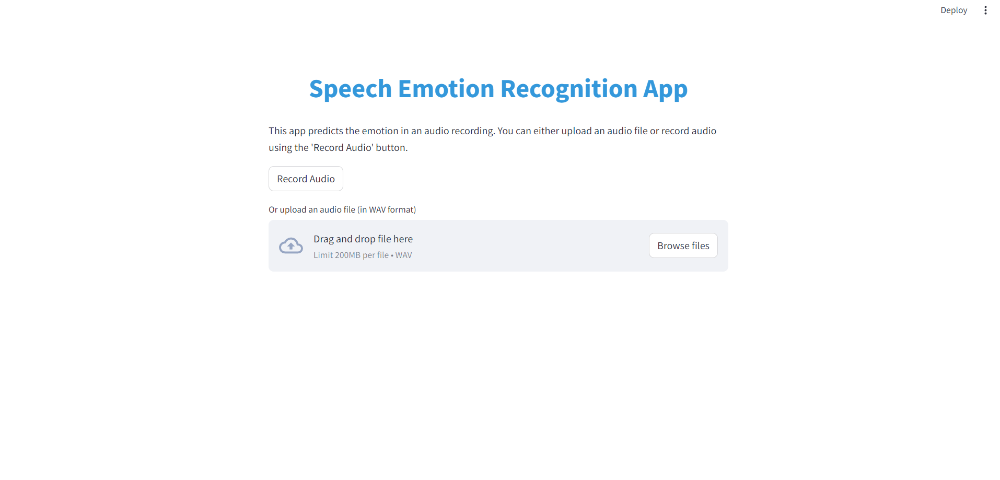 Deploy
Speech Emotion Recognition App
This app predicts the emotion in an audio recording. You can either upload an audio file or record audio
using the 'Record Audio' button.
Record Audio
Or upload an audio file (in WAV format)
Drag and drop file here
Limit 200MB per file • WAV
Browse files